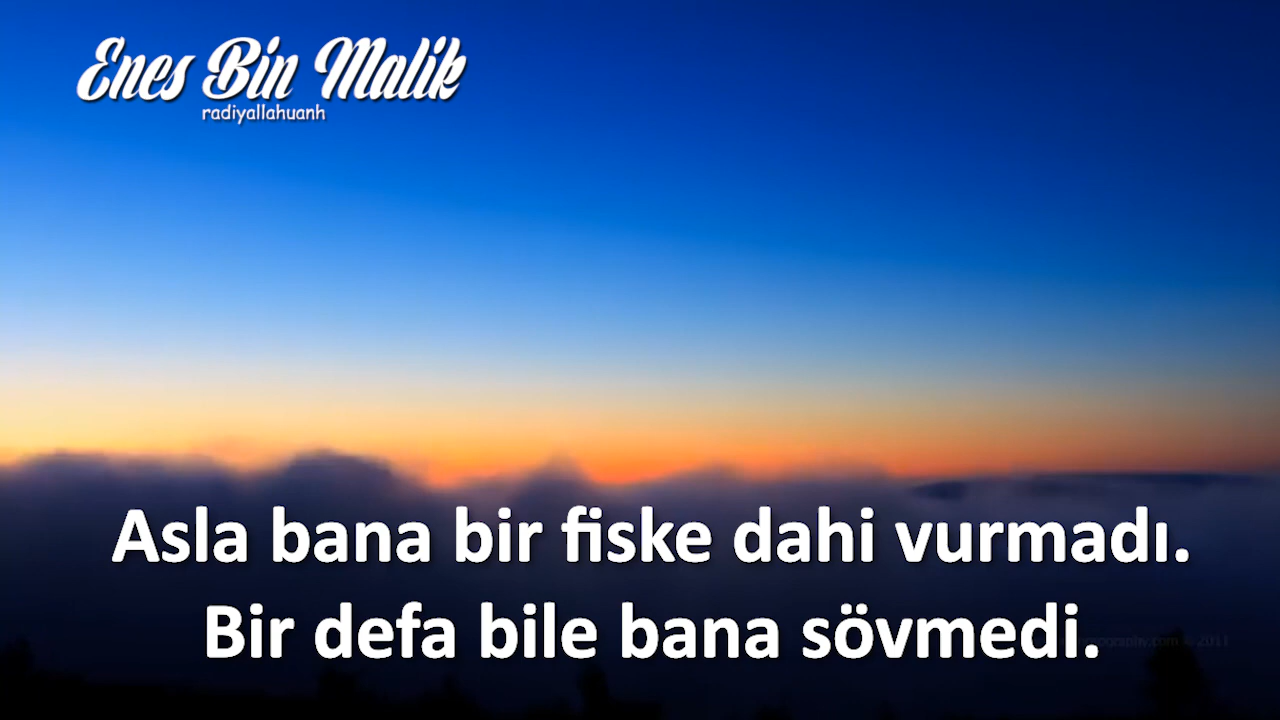 Enes Bin Malik
radiyallahuanh
Asla bana bir fiske dahi vurmadı.
Bir defa bile bana sövmedi.